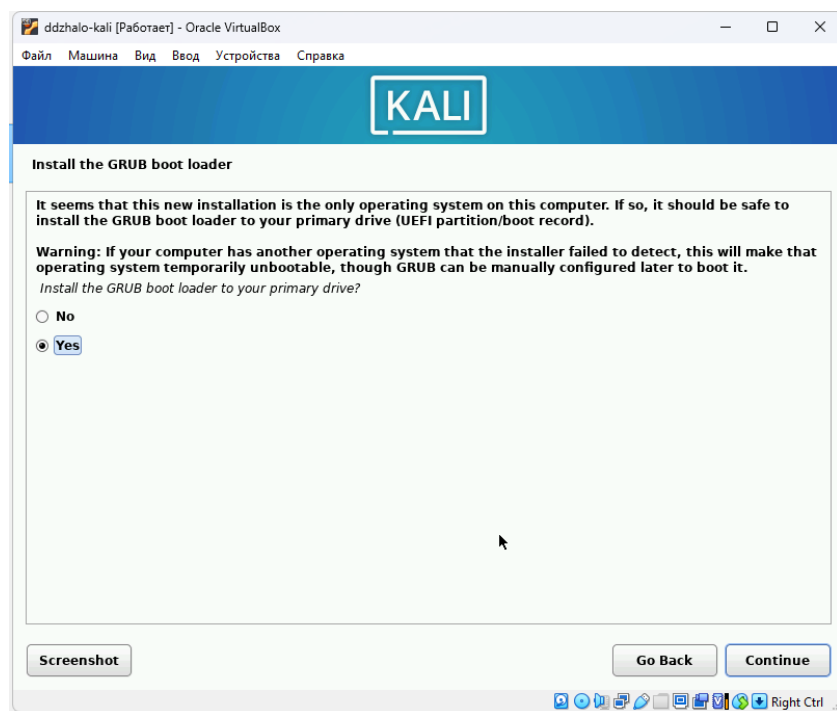 ddzhalo-kali [Работает] - Oracle VirtualBox
Файл Машина Вид Ввод Устройства Справка
KALI
Install the GRUB boot loader
It seems that this new installation is the only operating system on this computer. If so, it should be safe to
install the GRUB boot loader to your primary drive (UEFI partition/boot record).
Warning: If your computer has another operating system that the installer failed to detect, this will make that
operating system temporarily unbootable, though GRUB can be manually configured later to boot it.
Install the GRUB boot loader to your primary drive?
No
Yes
Screenshot Go Back Continue
Right Ctrl